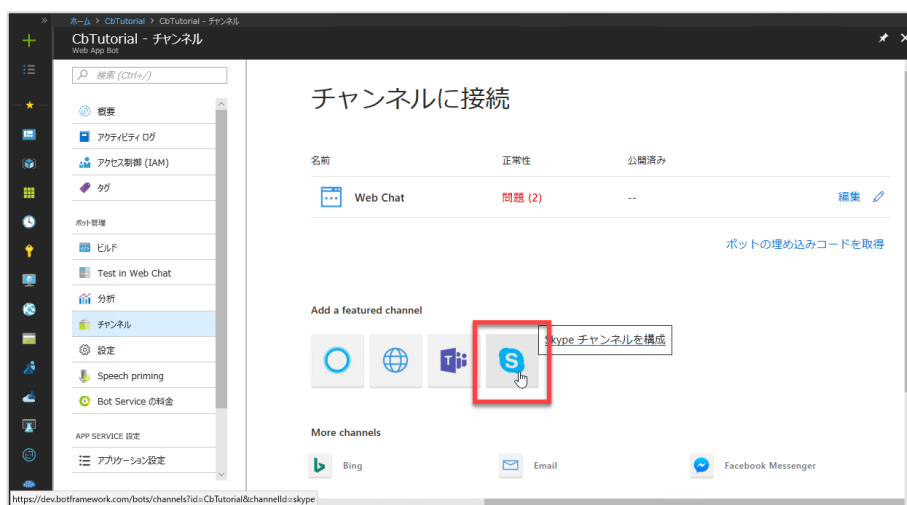 ホーム > CbTutorial > CbTutorial - チャンネル
CbTutorial - チャンネル
Web App Bot
検索 (Ctrl+/)
概要
アクティビティ ログ
アクセス制御 (IAM)
タグ
ボット管理
ビルド
Test in Web Chat
分析
チャンネル
設定
Speech priming
Bot Service の料金
APP SERVICE 設定
アプリケーション設定
チャンネルに接続
名前 正常性 公開済み
Web Chat 問題 (2) -- 編集
ボットの埋め込みコードを取得
Add a featured channel
Skype チャンネルを構成
More channels
Bing Email Facebook Messenger
https://dev.botframework.com/bots/channels?id=CbTutorial&channelId=skype